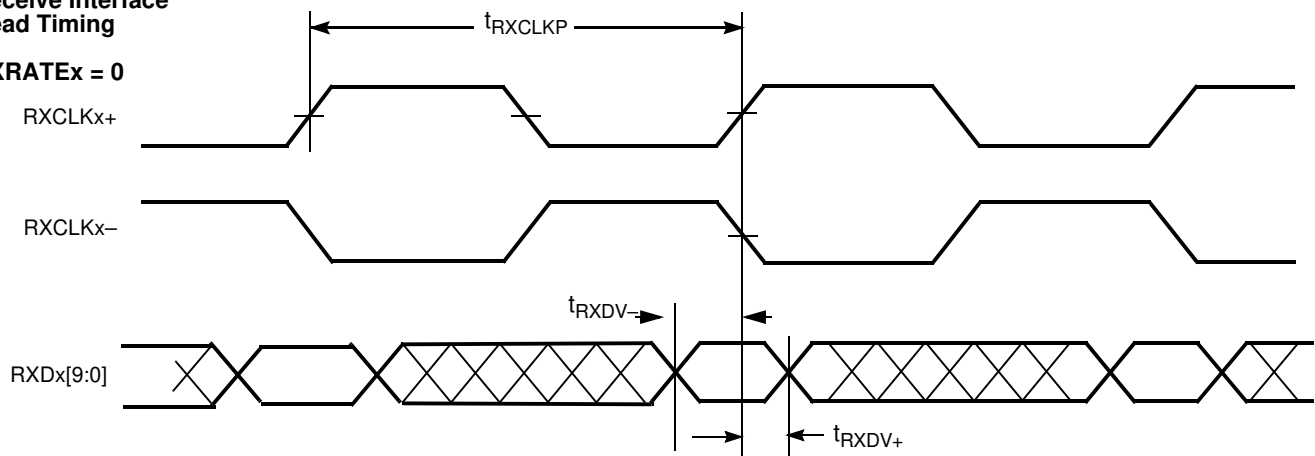 eceive Interface
ead Timing
XRATEx = 0
tRXCLKP
RXCLKx+
RXCLKx–
tRXDV–
RXDx[9:0]
tRXDV+